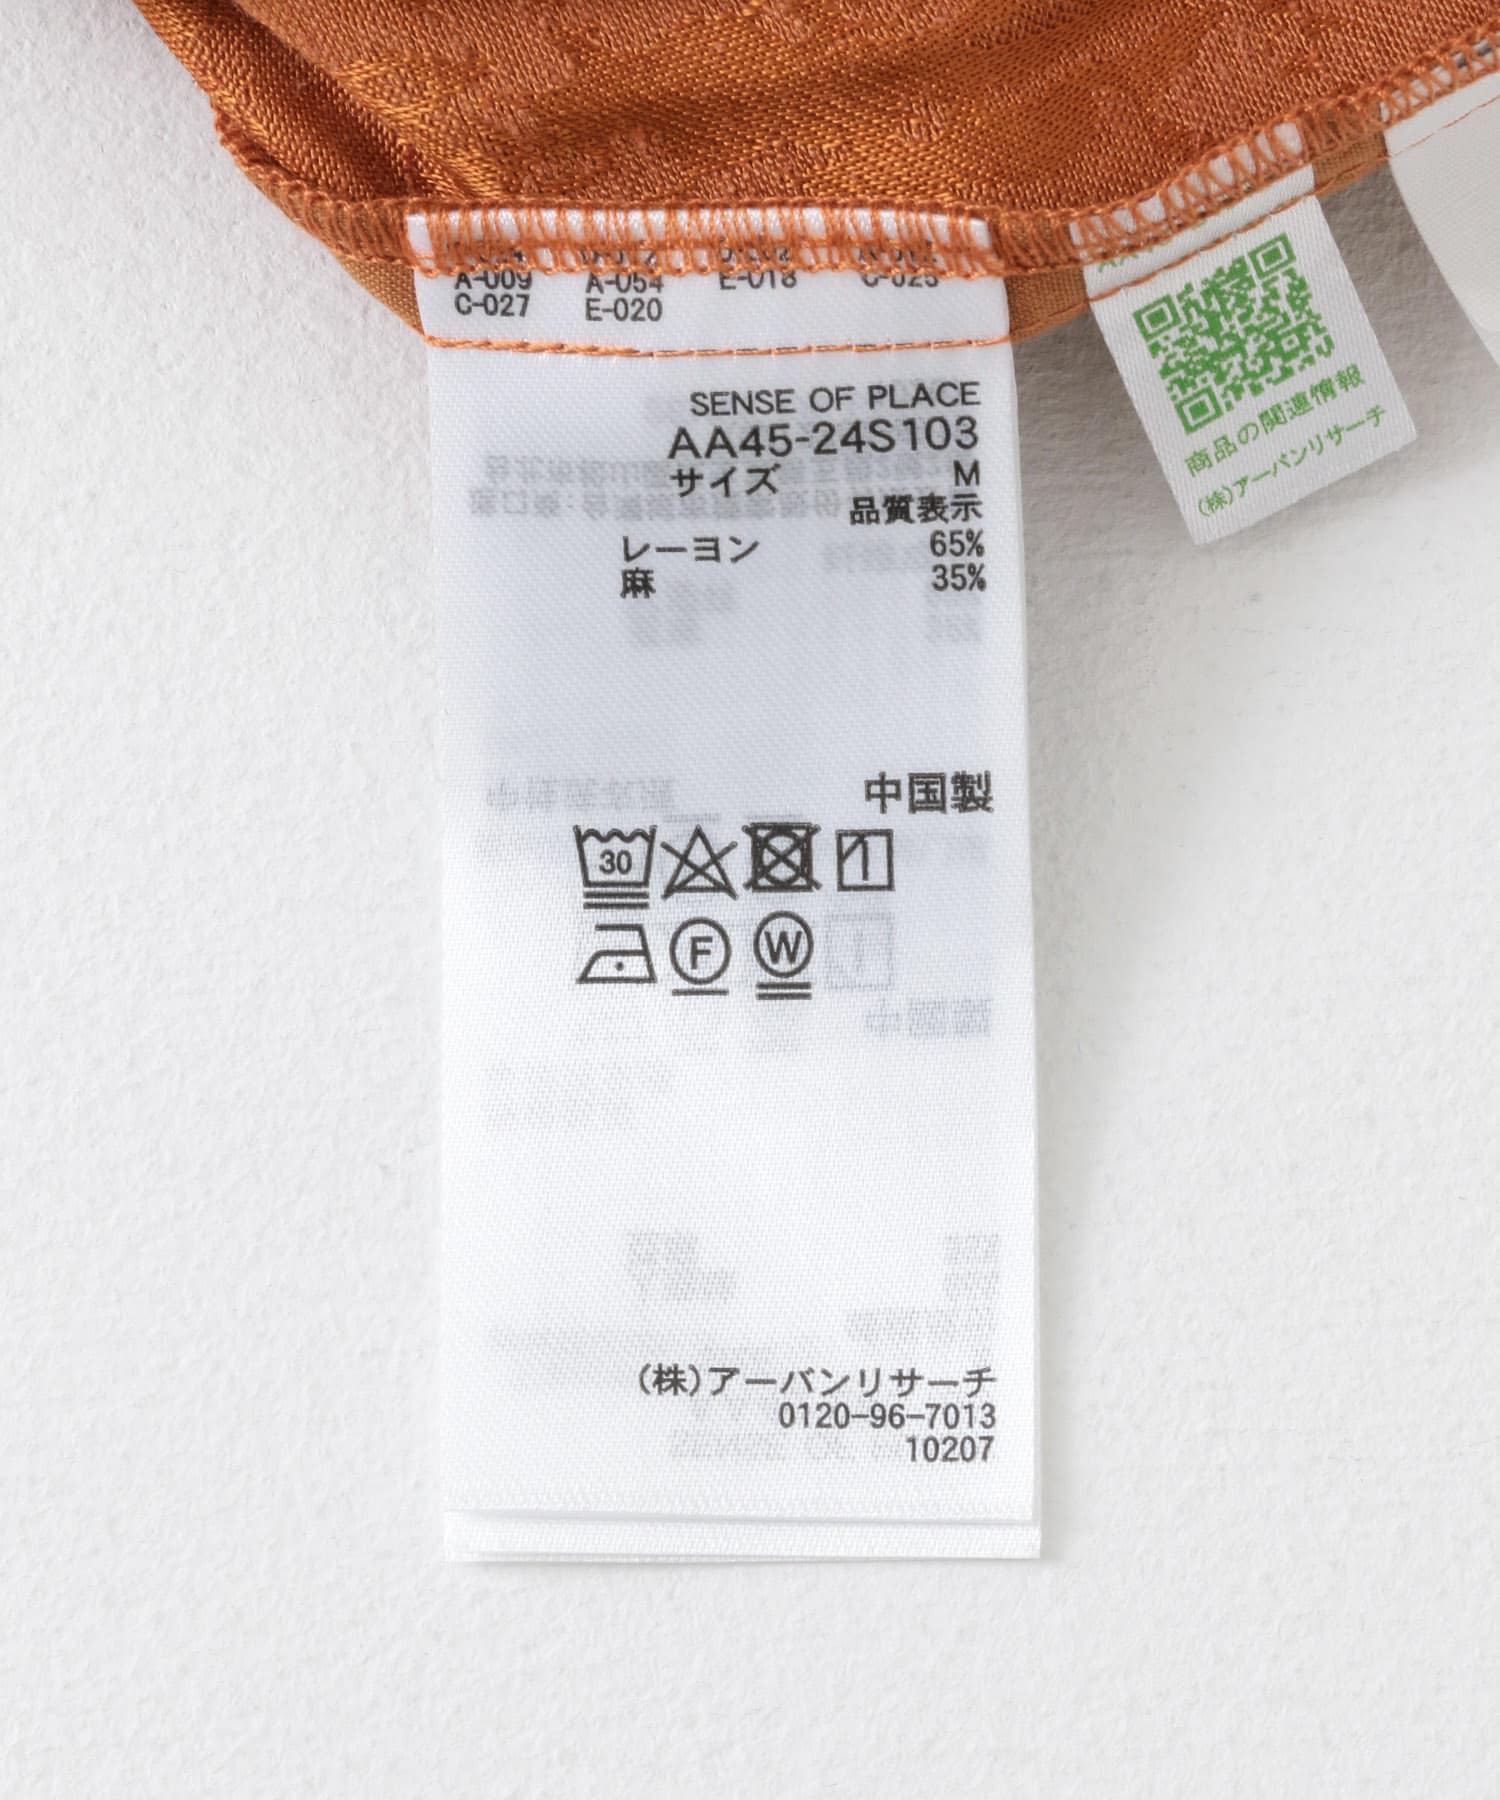 A-009 A-054 E-018 C-025
C-027 E-020
SENSE OF PLACE
AA45-24S103
サイズ M
品質表示
レーヨン 65%
麻 35%
中国製
30
F W
(株)アーバンリサーチ
0120-96-7013
10207
商品の関連情報
(株)アーバンリサーチ